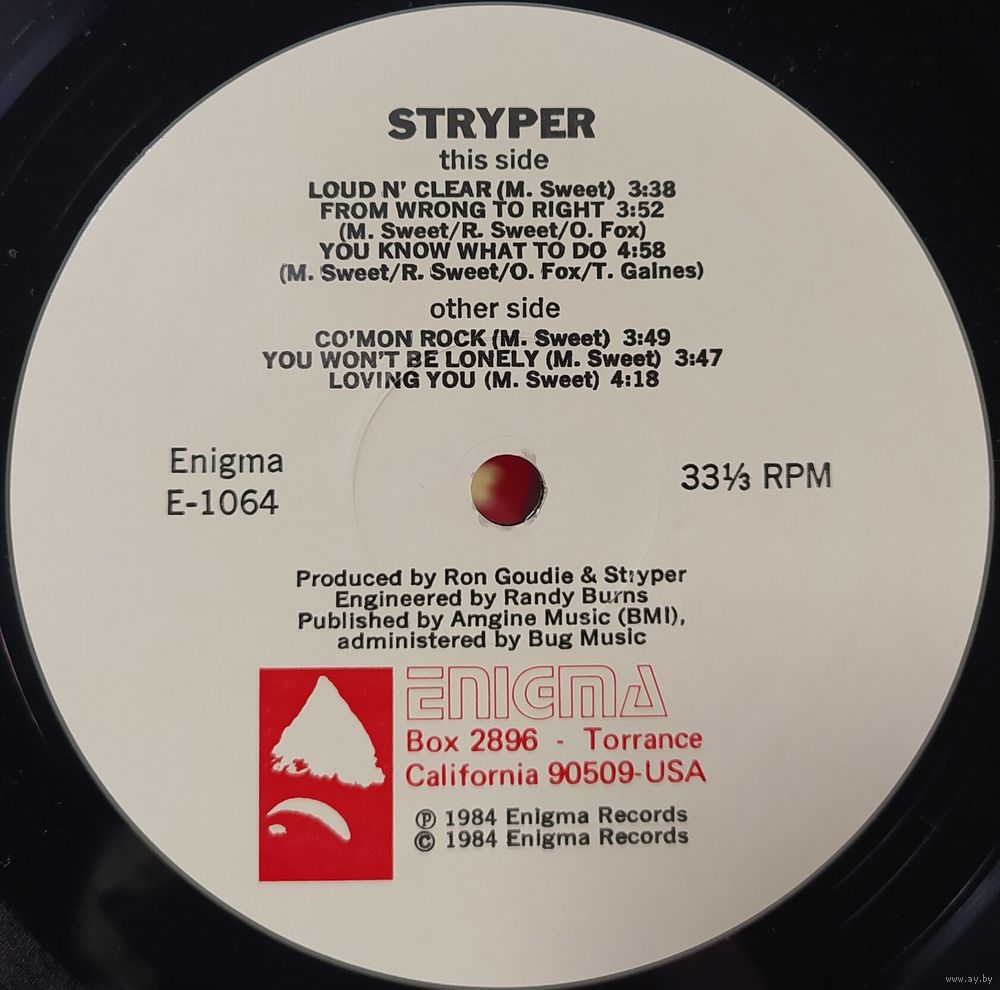 STRYPER
this side
LOUD N' CLEAR (M. Sweet) 3:38
FROM WRONG TO RIGHT 3:52
(M. Sweet/R. Sweet/O. Fox)
YOU KNOW WHAT TO DO 4:58
(M. Sweet/R. Sweet/O. Fox/T. Gaines)
other side
CO'MON ROCK (M. Sweet) 3:49
YOU WON'T BE LONELY (M. Sweet) 3:47
LOVING YOU (M. Sweet) 4:18
Enigma
E-1064
33⅓ RPM
Produced by Ron Goudie & Stryper
Engineered by Randy Burns
Published by Amgine Music (BMI),
administered by Bug Music
ENIGMA
Box 2896 - Torrance
California 90509-USA
℗ 1984 Enigma Records
© 1984 Enigma Records
www.ay.by